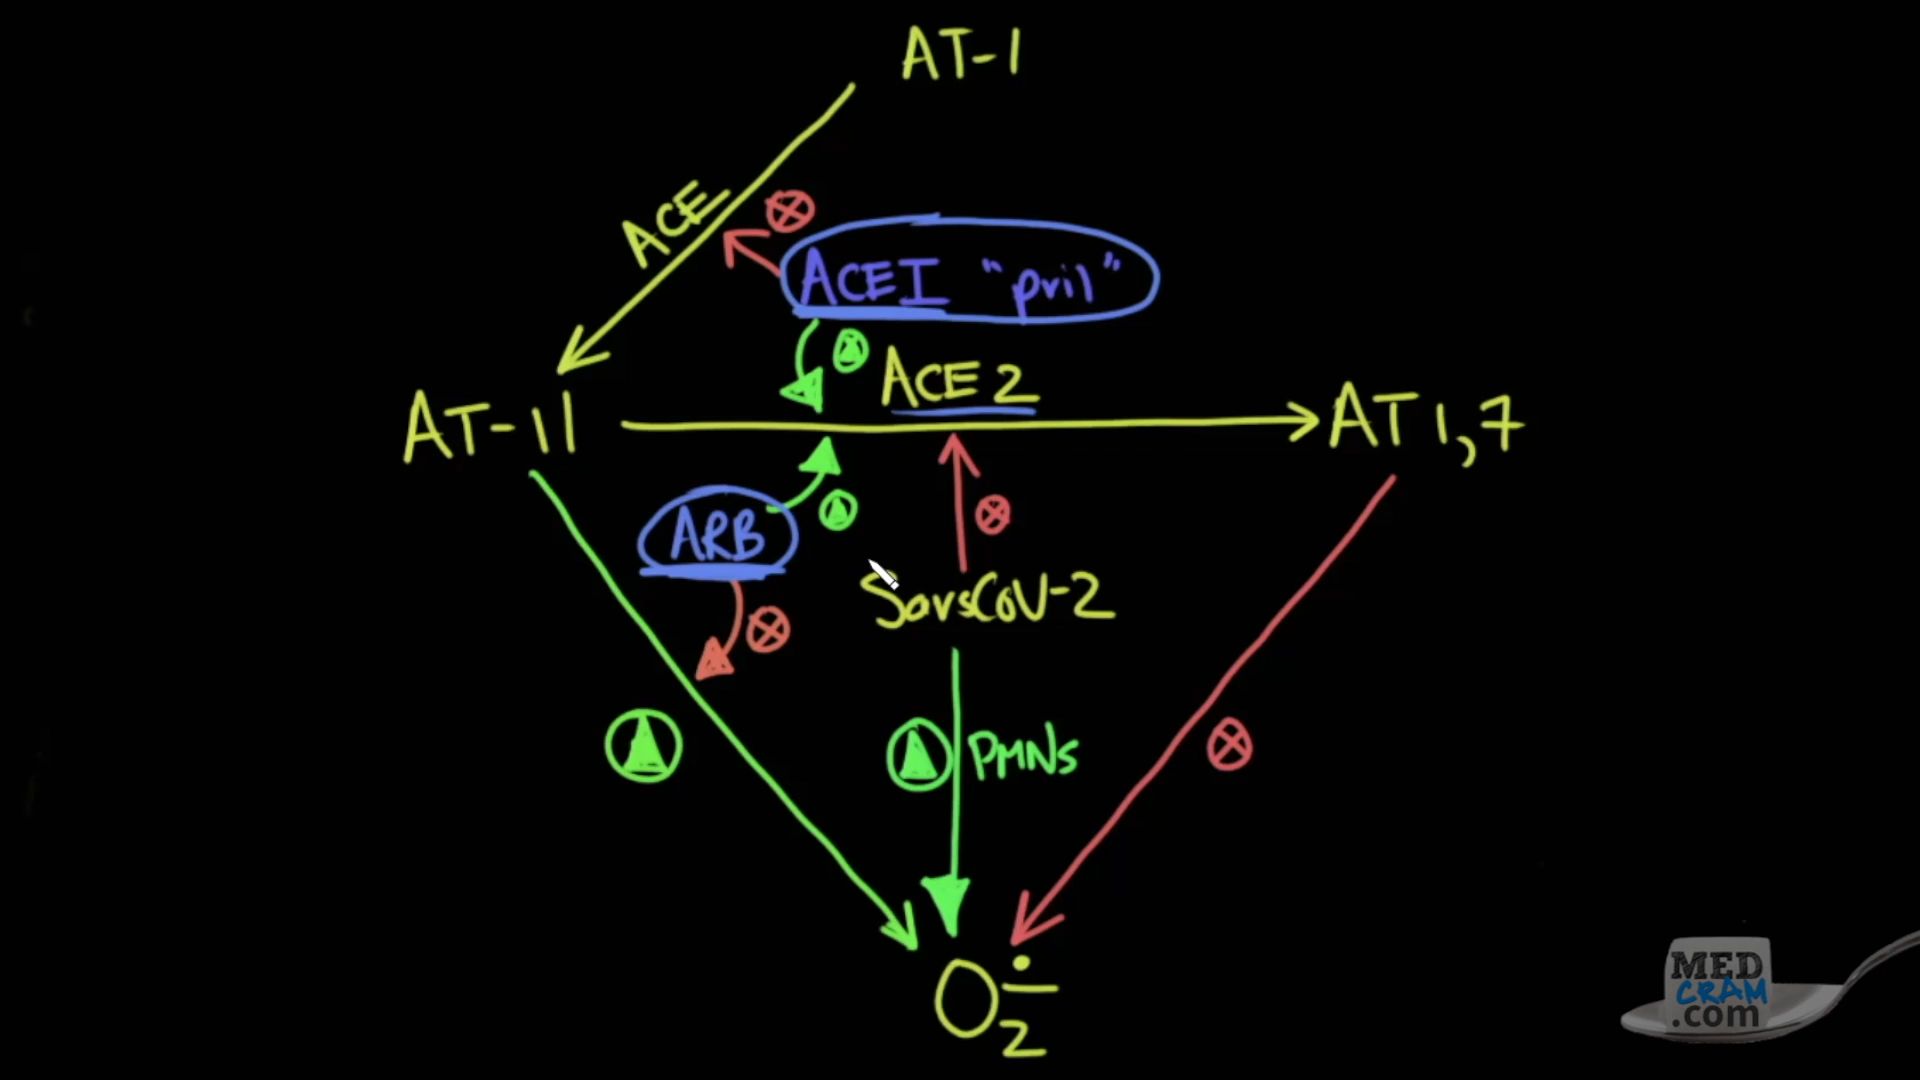 AT-1
ACE
ACEI "pril"
ACE 2
AT-11
AT 1,7
ARB
SarsCoV-2
PMNs
O2∸
MED
CRAM
.com